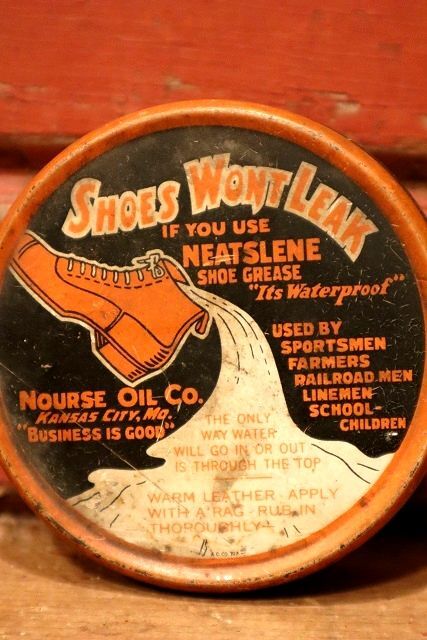 SHOES WONT LEAK
IF YOU USE
NEATSLENE
SHOE GREASE
"ITS WATERPROOF"
USED BY
SPORTSMEN
FARMERS
RAILROAD MEN
LINEMEN
SCHOOL-
CHILDREN
NOURSE OIL CO.
KANSAS CITY, MO.
"BUSINESS IS GOOD"
THE ONLY
WAY WATER
WILL GO IN OR OUT
IS THROUGH THE TOP
WARM LEATHER - APPLY
WITH A RAG - RUB IN
THOROUGHLY